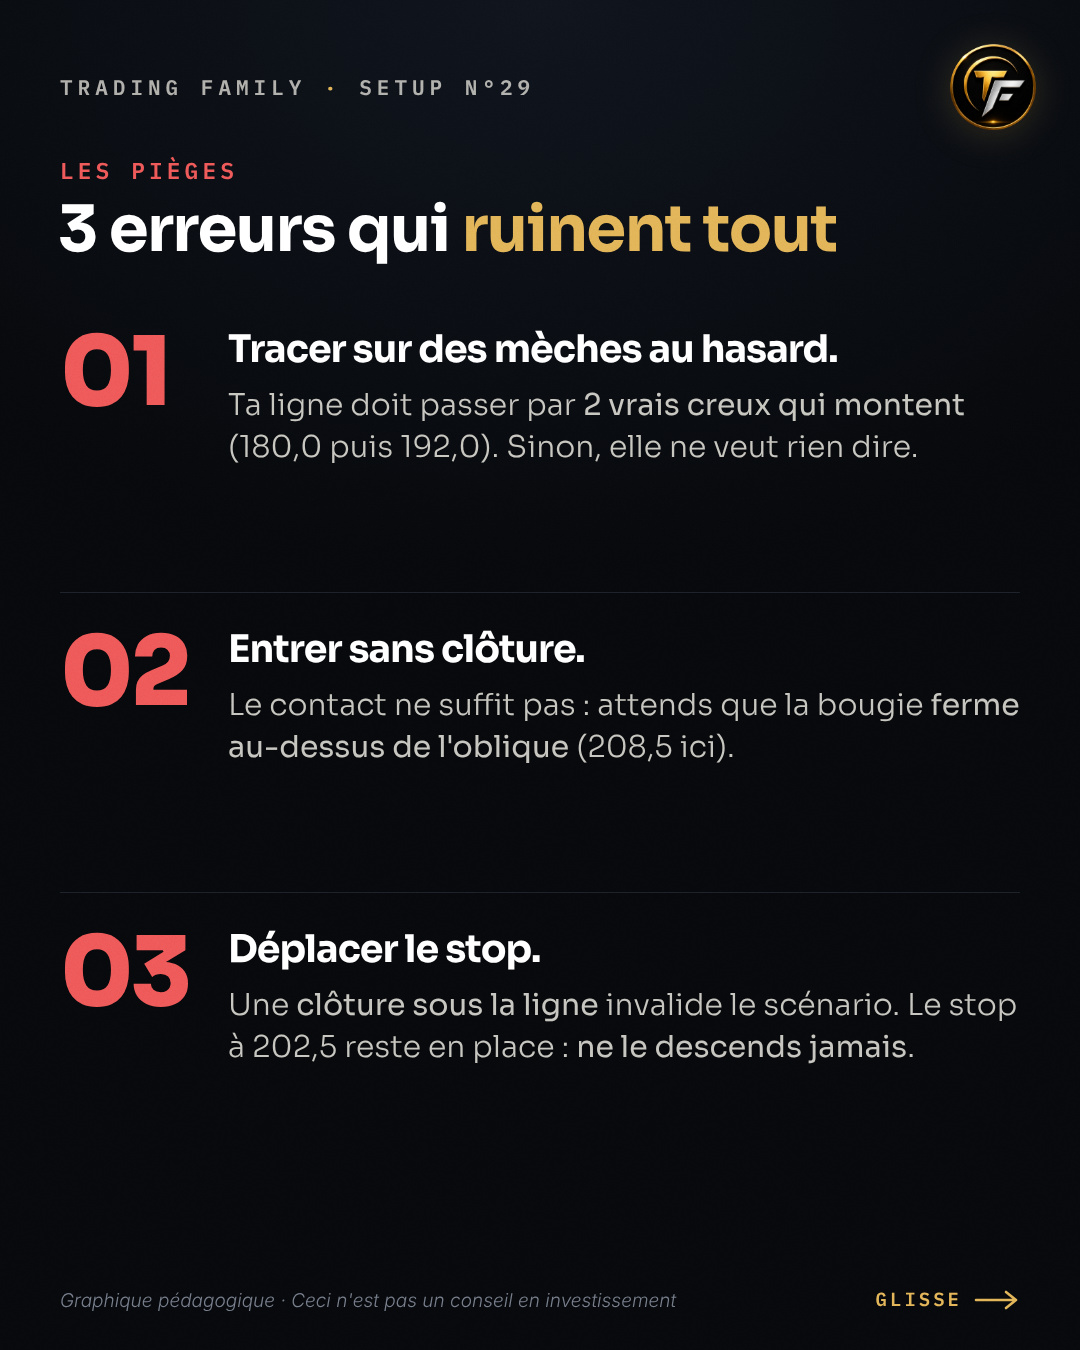 TRADING FAMILY · SETUP N°29
TF
LES PIÈGES
3 erreurs qui ruinent tout
01
Tracer sur des mèches au hasard.
Ta ligne doit passer par 2 vrais creux qui montent
(180,0 puis 192,0). Sinon, elle ne veut rien dire.
02
Entrer sans clôture.
Le contact ne suffit pas : attends que la bougie ferme
au-dessus de l'oblique (208,5 ici).
03
Déplacer le stop.
Une clôture sous la ligne invalide le scénario. Le stop
à 202,5 reste en place : ne le descends jamais.
Graphique pédagogique · Ceci n'est pas un conseil en investissement
GLISSE →